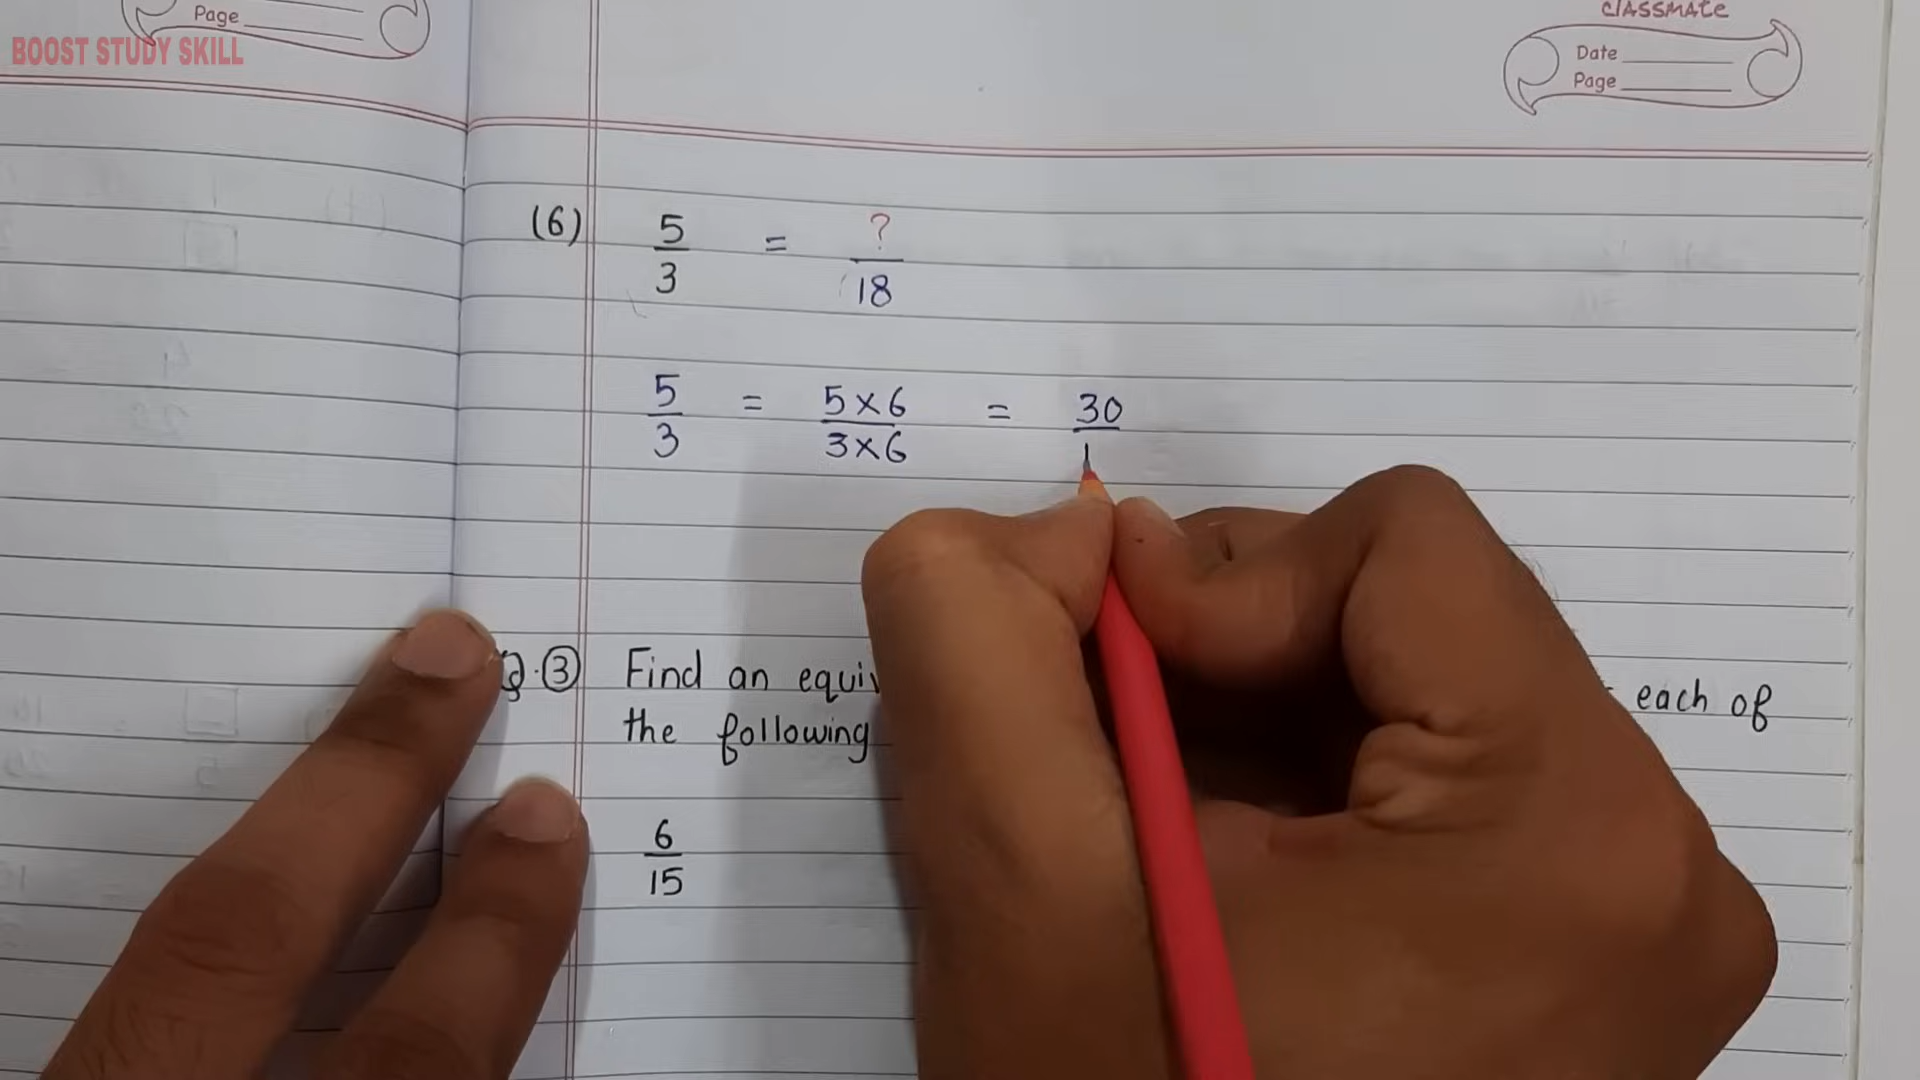 Page
BOOST STUDY SKILL
CLASSMATE
Date
Page
(6) 5/3 = ?/18
5/3 = 5×6/3×6 = 30/1
Q.③ Find an each of
the following
6/15